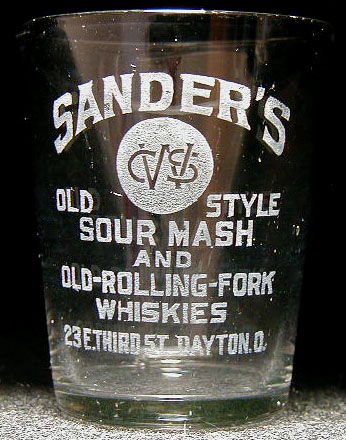 SANDER'S
OLD STYLE
SOUR MASH
AND
OLD-ROLLING-FORK
WHISKIES
23 E. THIRD ST. DAYTON. O.